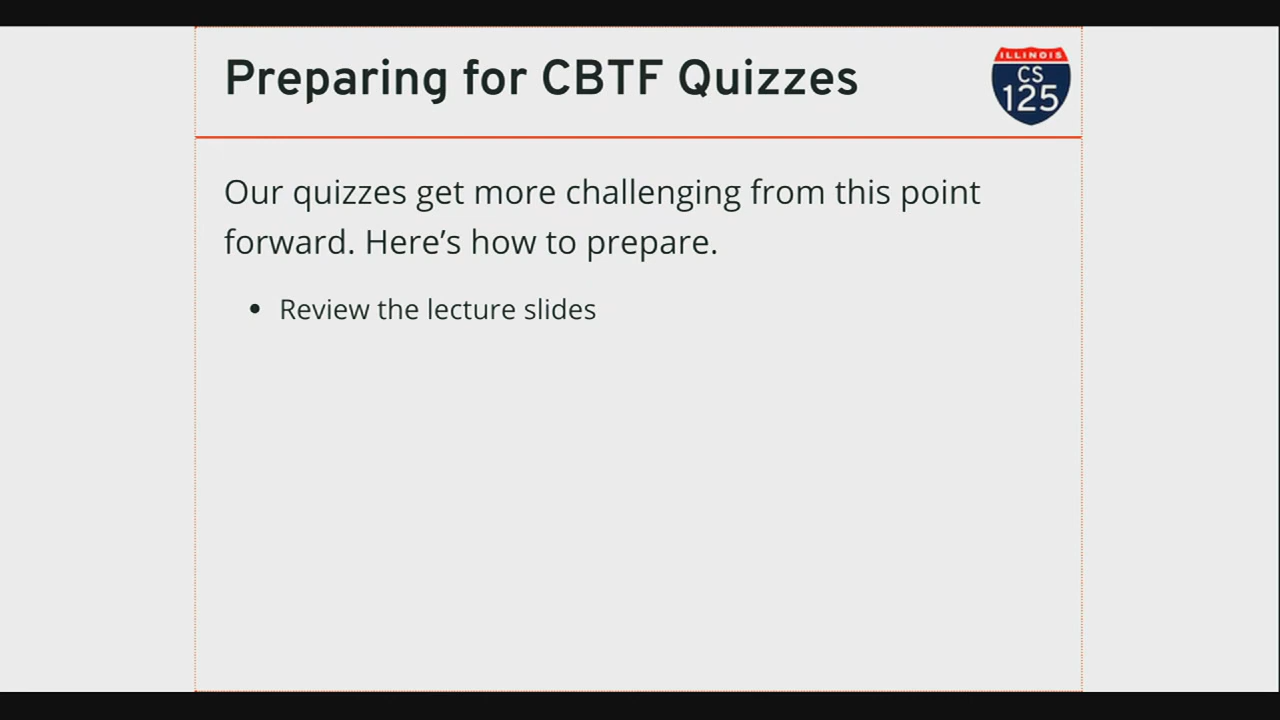 Preparing for CBTF Quizzes
ILLINOIS
CS
125
Our quizzes get more challenging from this point
forward. Here’s how to prepare.
• Review the lecture slides